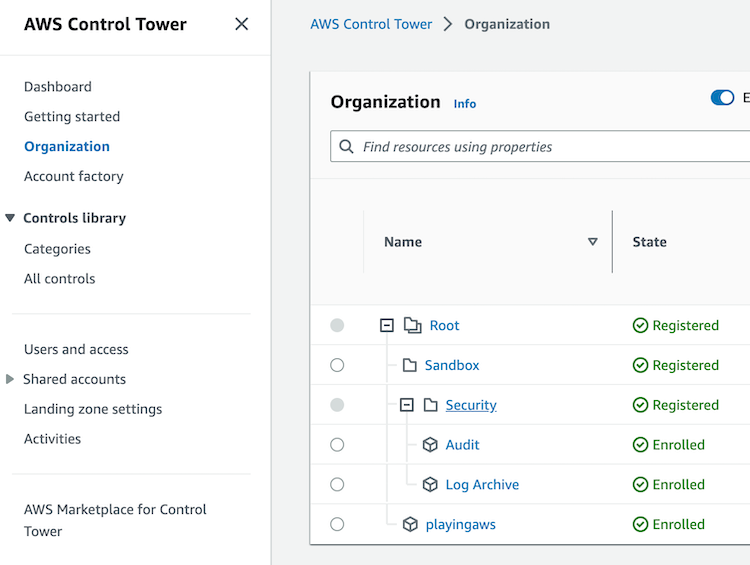 AWS Control Tower
Dashboard
Getting started
Organization
Account factory
Controls library
Categories
All controls
Users and access
Shared accounts
Landing zone settings
Activities
AWS Marketplace for Control
Tower
AWS Control Tower Organization
Organization Info
E
Find resources using properties
Name State
Root Registered
Sandbox Registered
Security Registered
Audit Enrolled
Log Archive Enrolled
playingaws Enrolled